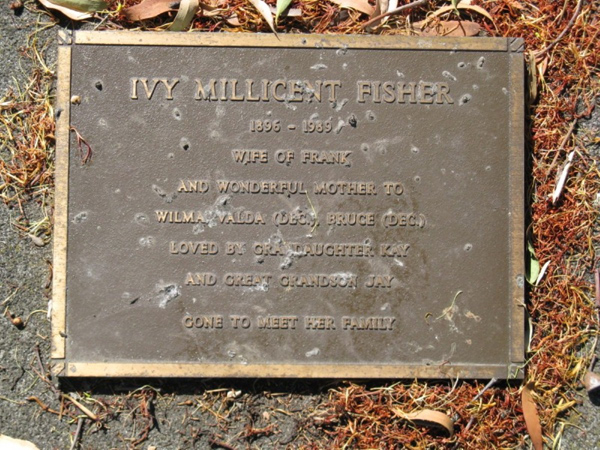 IVY MILLICENT FISHER
1896 - 1989
WIFE OF FRANK
AND WONDERFUL MOTHER TO
WILMA, VALDA (DEC.) BRUCE (DEC.)
LOVED BY GRANDAUGHTER KAY
AND GREAT GRANDSON JAY
GONE TO MEET HER FAMILY